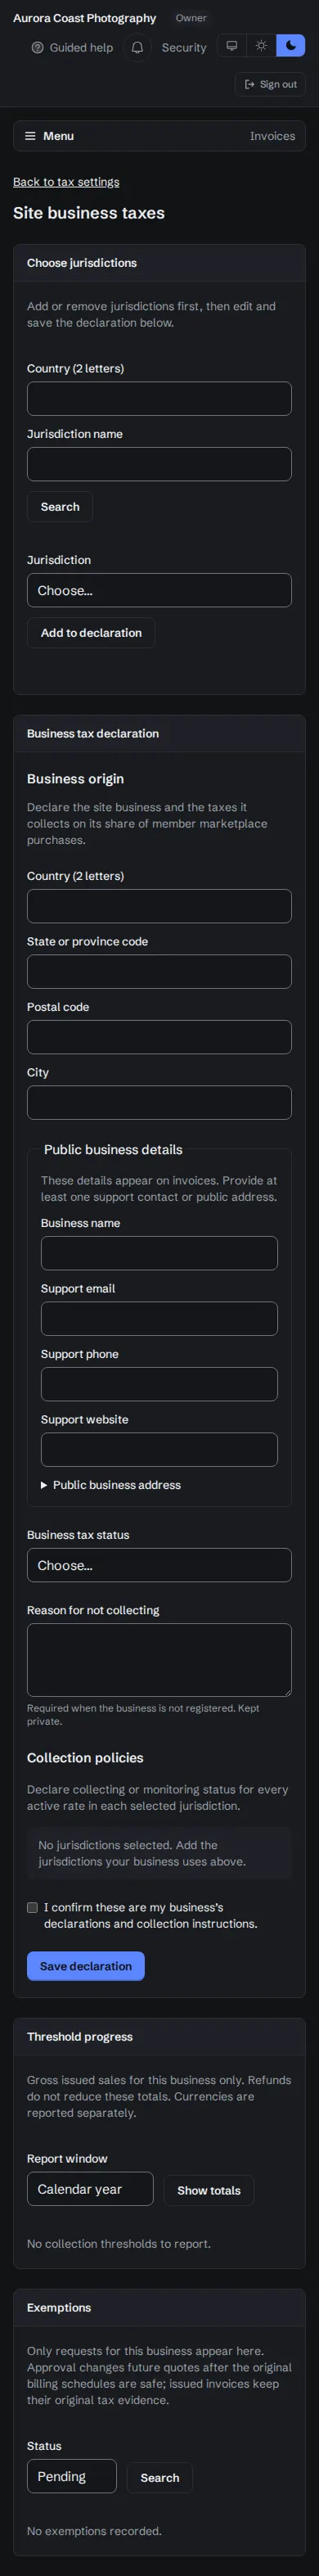 Aurora Coast Photography Owner
Guided help Security
Sign out
Menu Invoices
Back to tax settings
Site business taxes
Choose jurisdictions
Add or remove jurisdictions first, then edit and
save the declaration below.
Country (2 letters)
Jurisdiction name
Search
Jurisdiction
Choose...
Add to declaration
Business tax declaration
Business origin
Declare the site business and the taxes it
collects on its share of member marketplace
purchases.
Country (2 letters)
State or province code
Postal code
City
Public business details
These details appear on invoices. Provide at
least one support contact or public address.
Business name
Support email
Support phone
Support website
Public business address
Business tax status
Choose...
Reason for not collecting
Required when the business is not registered. Kept
private.
Collection policies
Declare collecting or monitoring status for every
active rate in each selected jurisdiction.
No jurisdictions selected. Add the
jurisdictions your business uses above.
I confirm these are my business's
declarations and collection instructions.
Save declaration
Threshold progress
Gross issued sales for this business only. Refunds
do not reduce these totals. Currencies are
reported separately.
Report window
Calendar year Show totals
No collection thresholds to report.
Exemptions
Only requests for this business appear here.
Approval changes future quotes after the original
billing schedules are safe; issued invoices keep
their original tax evidence.
Status
Pending Search
No exemptions recorded.